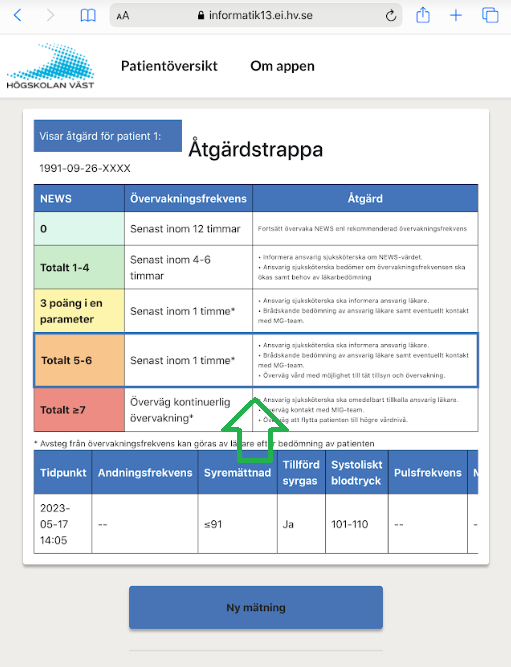 AA
informatik13.ei.hv.se
HÖGSKOLAN VÄST
Patientöversikt
Om appen
Visar åtgärd för patient 1:
Åtgärdstrappa
1991-09-26-XXXX
NEWS
Övervakningsfrekvens
Åtgärd
0
Senast inom 12 timmar
Fortsätt övervaka NEWS enl rekommenderad övervakningsfrekvens
Totalt 1-4
Senast inom 4-6
timmar
• Informera ansvarig sjuksköterska om NEWS-värdet.
• Ansvarig sjuksköterska bedömer om övervakningsfrekvensen ska
ökas samt behov av läkarbedömning
3 poäng i en
parameter
Senast inom 1 timme*
• Ansvarig sjuksköterska ska informera ansvarig läkare.
• Brådskande bedömning av ansvarig läkare samt eventuellt kontakt
med MG-team.
Totalt 5-6
Senast inom 1 timme*
• Ansvarig sjuksköterska ska informera ansvarig läkare.
• Brådskande bedömning av ansvarig läkare samt eventuellt kontakt
med MG-team.
• Överväg vård med möjlighet till tät tillsyn och övervakning.
Totalt ≥7
Överväg kontinuerlig
övervakning*
• Ansvarig sjuksköterska ska omedelbart tillkalla ansvarig läkare.
• Överväg kontakt med MIG-team.
• Överväg att flytta patienten till högre vårdnivå.
* Avsteg från övervakningsfrekvens kan göras av läkare efter bedömning av patienten
Tidpunkt
Andningsfrekvens
Syremättnad
Tillförd
syrgas
Systoliskt
blodtryck
Pulsfrekvens
2023-
05-17
14:05
--
≤91
Ja
101-110
--
Ny mätning